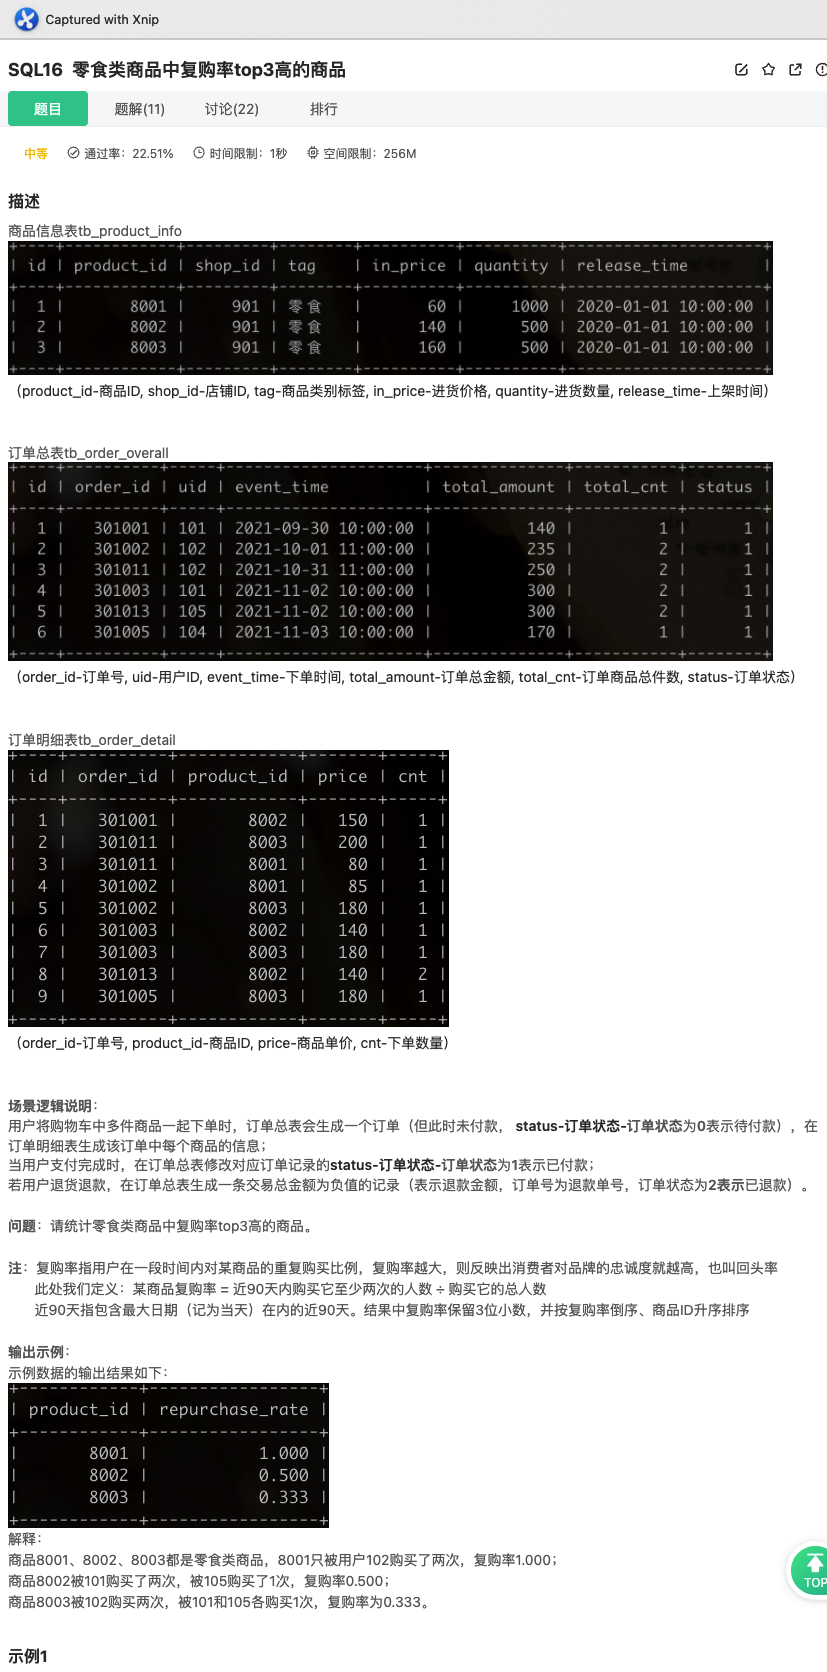 Captured with Xnip
SQL16 零食类商品中复购率top3高的商品
题目 题解(11) 讨论(22) 排行
中等 通过率：22.51% 时间限制：1秒 空间限制：256M
描述
商品信息表tb_product_info
| id | product_id | shop_id | tag | in_price | quantity | release_time |
| 1 | 8001 | 901 | 零食 | 60 | 1000 | 2020-01-01 10:00:00 |
| 2 | 8002 | 901 | 零食 | 140 | 500 | 2020-01-01 10:00:00 |
| 3 | 8003 | 901 | 零食 | 160 | 500 | 2020-01-01 10:00:00 |
（product_id-商品ID, shop_id-店铺ID, tag-商品类别标签, in_price-进货价格, quantity-进货数量, release_time-上架时间）
订单总表tb_order_overall
| id | order_id | uid | event_time | total_amount | total_cnt | status |
| 1 | 301001 | 101 | 2021-09-30 10:00:00 | 140 | 1 | 1 |
| 2 | 301002 | 102 | 2021-10-01 11:00:00 | 235 | 2 | 1 |
| 3 | 301011 | 102 | 2021-10-31 11:00:00 | 250 | 2 | 1 |
| 4 | 301003 | 101 | 2021-11-02 10:00:00 | 300 | 2 | 1 |
| 5 | 301013 | 105 | 2021-11-02 10:00:00 | 300 | 2 | 1 |
| 6 | 301005 | 104 | 2021-11-03 10:00:00 | 170 | 1 | 1 |
（order_id-订单号, uid-用户ID, event_time-下单时间, total_amount-订单总金额, total_cnt-订单商品总件数, status-订单状态）
订单明细表tb_order_detail
| id | order_id | product_id | price | cnt |
| 1 | 301001 | 8002 | 150 | 1 |
| 2 | 301011 | 8003 | 200 | 1 |
| 3 | 301011 | 8001 | 80 | 1 |
| 4 | 301002 | 8001 | 85 | 1 |
| 5 | 301002 | 8003 | 180 | 1 |
| 6 | 301003 | 8002 | 140 | 1 |
| 7 | 301003 | 8003 | 180 | 1 |
| 8 | 301013 | 8002 | 140 | 2 |
| 9 | 301005 | 8003 | 180 | 1 |
（order_id-订单号, product_id-商品ID, price-商品单价, cnt-下单数量）
场景逻辑说明：
用户将购物车中多件商品一起下单时，订单总表会生成一个订单（但此时未付款， status-订单状态-订单状态为0表示待付款），在
订单明细表生成该订单中每个商品的信息；
当用户支付完成时，在订单总表修改对应订单记录的status-订单状态-订单状态为1表示已付款；
若用户退货退款，在订单总表生成一条交易总金额为负值的记录（表示退款金额，订单号为退款单号，订单状态为2表示已退款）。
问题：请统计零食类商品中复购率top3高的商品。
注：复购率指用户在一段时间内对某商品的重复购买比例，复购率越大，则反映出消费者对品牌的忠诚度就越高，也叫回头率
此处我们定义：某商品复购率 = 近90天内购买它至少两次的人数 ÷ 购买它的总人数
近90天指包含最大日期（记为当天）在内的近90天。结果中复购率保留3位小数，并按复购率倒序、商品ID升序排序
输出示例：
示例数据的输出结果如下：
| product_id | repurchase_rate |
| 8001 | 1.000 |
| 8002 | 0.500 |
| 8003 | 0.333 |
解释：
商品8001、8002、8003都是零食类商品，8001只被用户102购买了两次，复购率1.000；
商品8002被101购买了两次，被105购买了1次，复购率0.500；
商品8003被102购买两次，被101和105各购买1次，复购率为0.333。
TOP
示例1